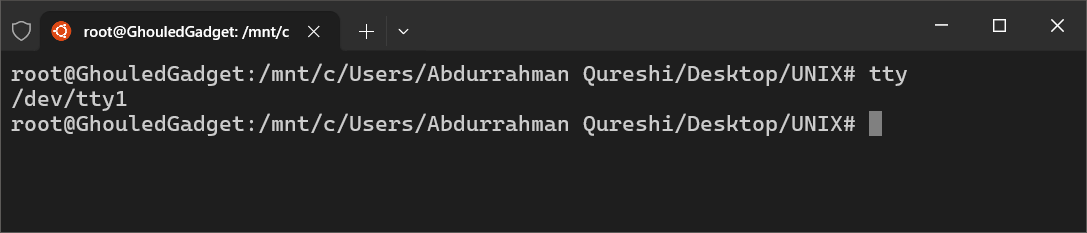 root@GhouledGadget: /mnt/c
root@GhouledGadget:/mnt/c/Users/Abdurrahman Qureshi/Desktop/UNIX# tty
/dev/tty1
root@GhouledGadget:/mnt/c/Users/Abdurrahman Qureshi/Desktop/UNIX#